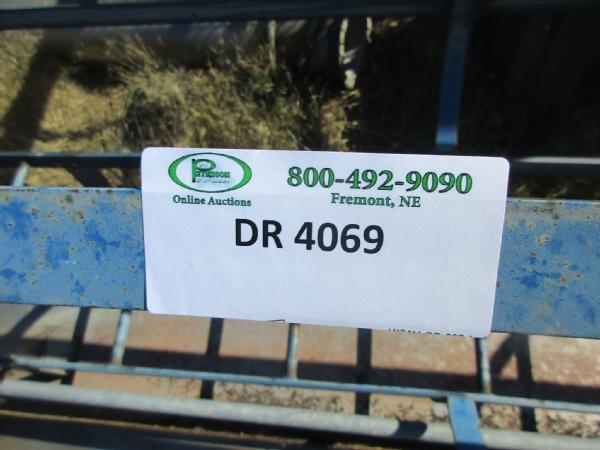 PETERSON
800-492-9090
Online Auctions
Fremont, NE
DR 4069